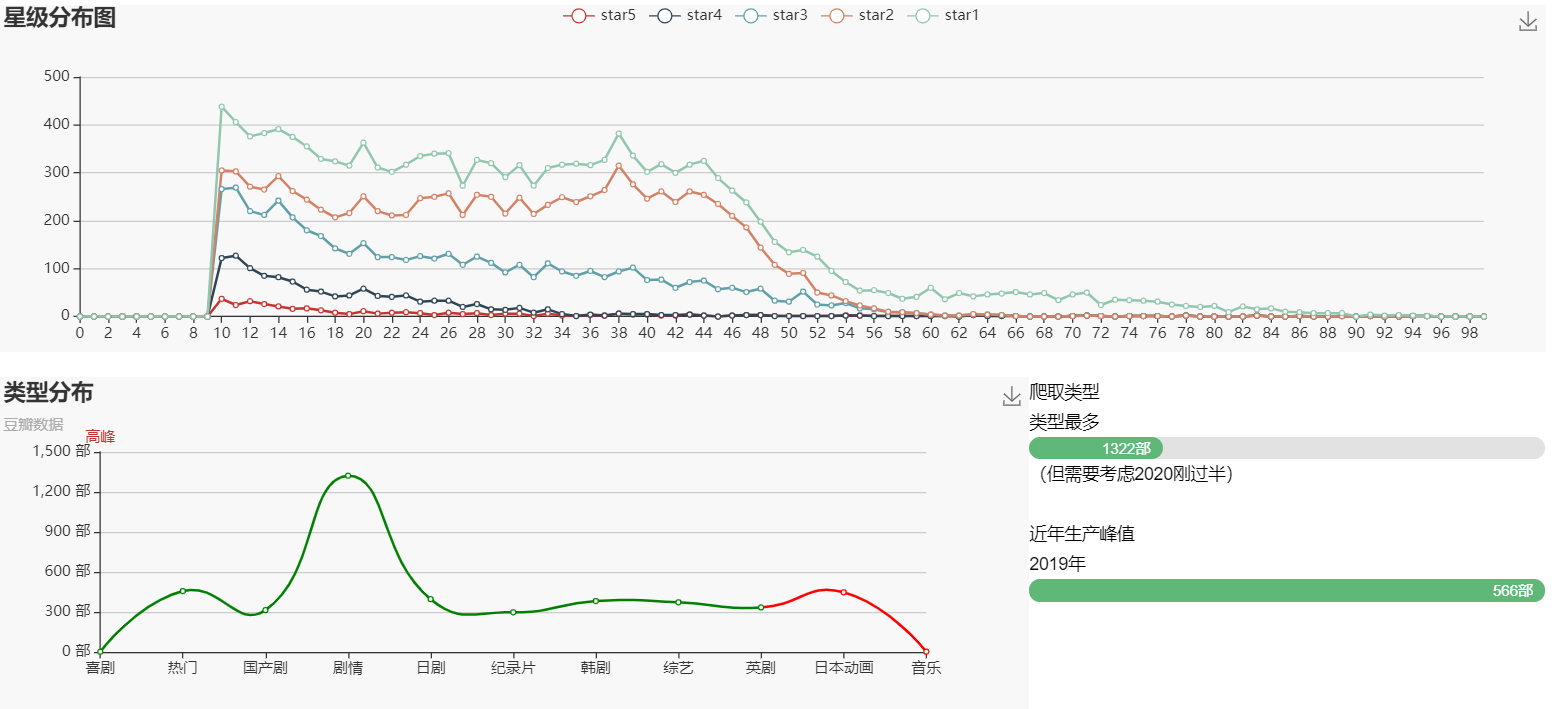 星级分布图
star5 star4 star3 star2 star1
500
400
300
200
100
0
0 2 4 6 8 10 12 14 16 18 20 22 24 26 28 30 32 34 36 38 40 42 44 46 48 50 52 54 56 58 60 62 64 66 68 70 72 74 76 78 80 82 84 86 88 90 92 94 96 98
类型分布
豆瓣数据
高峰
1,500 部
1,200 部
900 部
600 部
300 部
0 部
喜剧 热门 国产剧 剧情 日剧 纪录片 韩剧 综艺 英剧 日本动画 音乐
爬取类型
类型最多
1322部
（但需要考虑2020刚过半）
近年生产峰值
2019年
566部